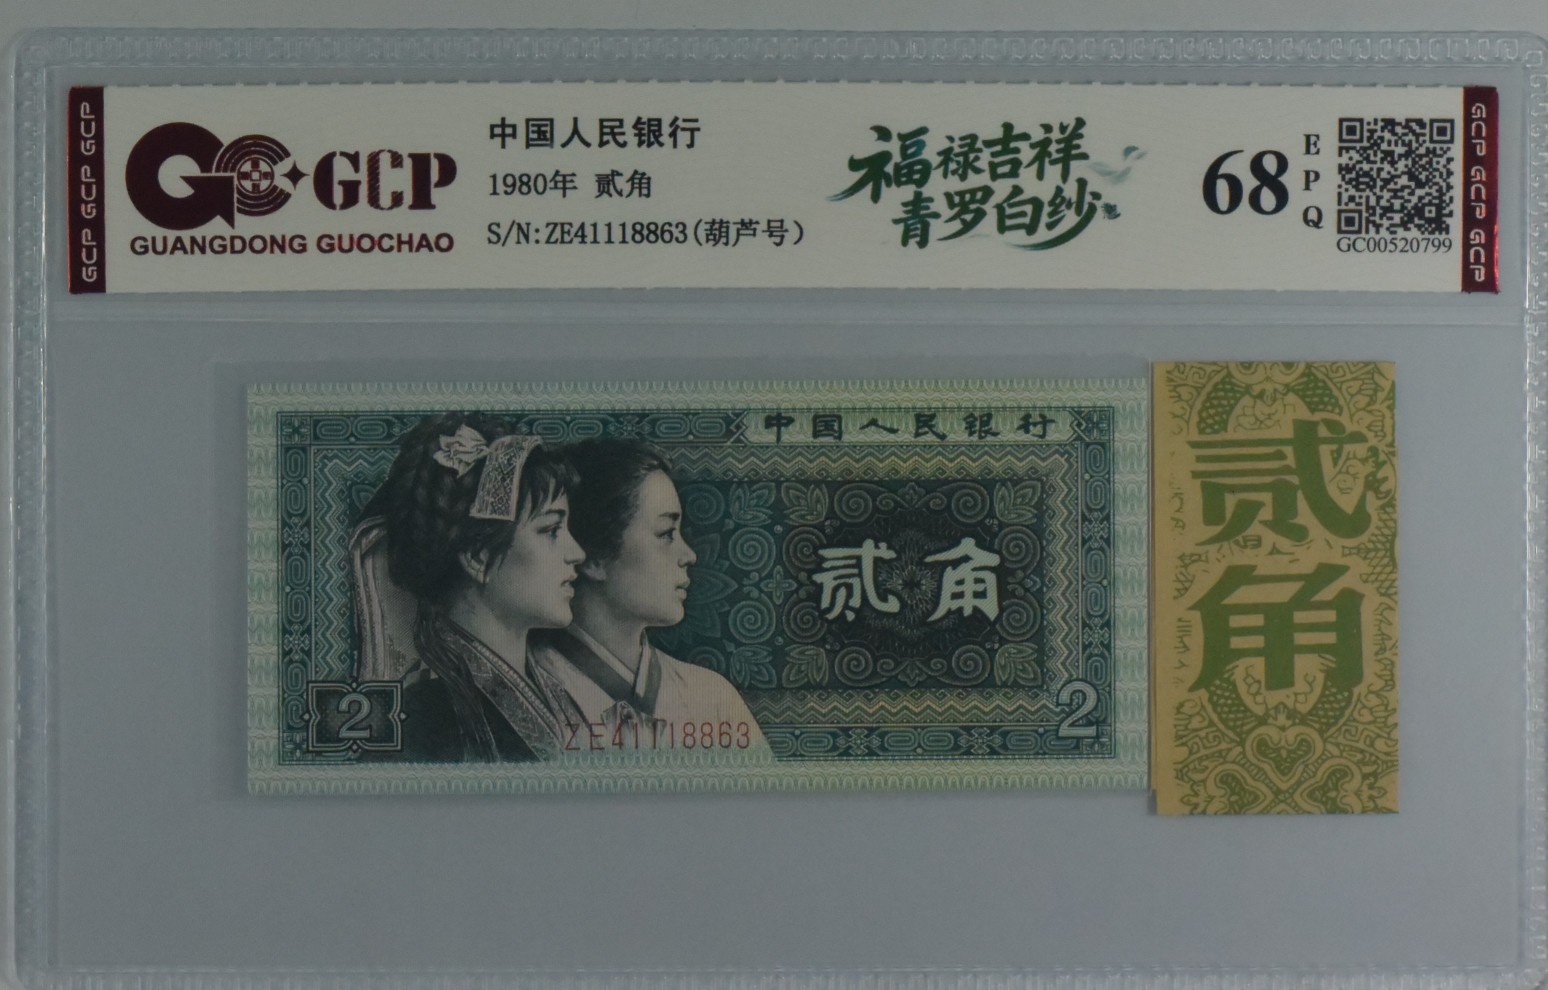 GCP GCP GCP
GCP
GUANGDONG GUOCHAO
中国人民银行
1980年 贰角
S/N:ZE41118863(葫芦号)
福禄吉祥
青罗白纱
68
EPQ
GC00520799
GCP GCP GCP
中国人民银行
贰角
2
ZE41118863
2
贰
角